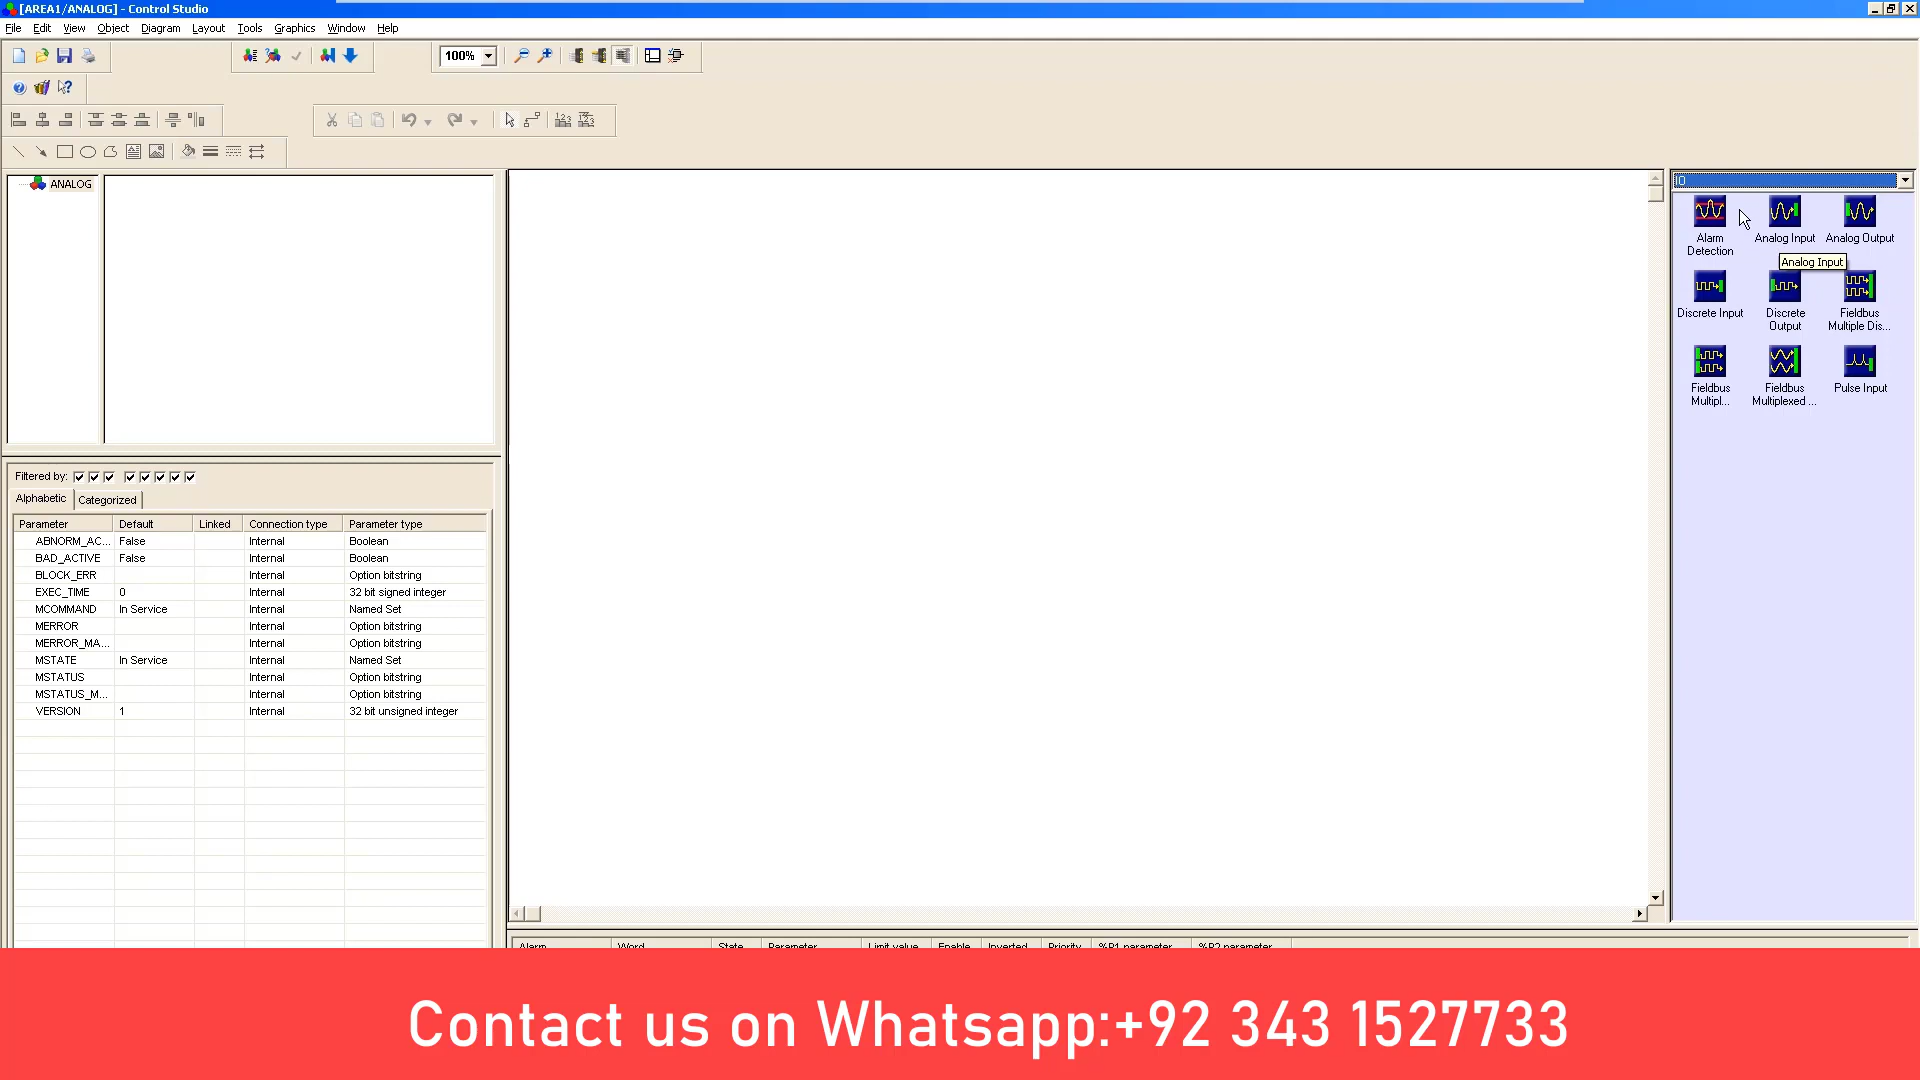 [AREA1/ANALOG] - Control Studio
File Edit View Object Diagram Layout Tools Graphics Window Help
100%
ANALOG
IO
Alarm Detection
Analog Input
Analog Output
Analog Input
Discrete Input
Discrete Output
Fieldbus Multiple Dis...
Fieldbus Multipl...
Fieldbus Multiplexed ...
Pulse Input
Filtered by:
Alphabetic Categorized
Parameter Default Linked Connection type Parameter type
ABNORM_AC... False Internal Boolean
BAD_ACTIVE False Internal Boolean
BLOCK_ERR Internal Option bitstring
EXEC_TIME 0 Internal 32 bit signed integer
MCOMMAND In Service Internal Named Set
MERROR Internal Option bitstring
MERROR_MA... Internal Option bitstring
MSTATE In Service Internal Named Set
MSTATUS Internal Option bitstring
MSTATUS_M... Internal Option bitstring
VERSION 1 Internal 32 bit unsigned integer
Alarm Word State Parameter Limit value Enable Inverted Priority %P1 parameter %P2 parameter
Contact us on Whatsapp:+92 343 1527733